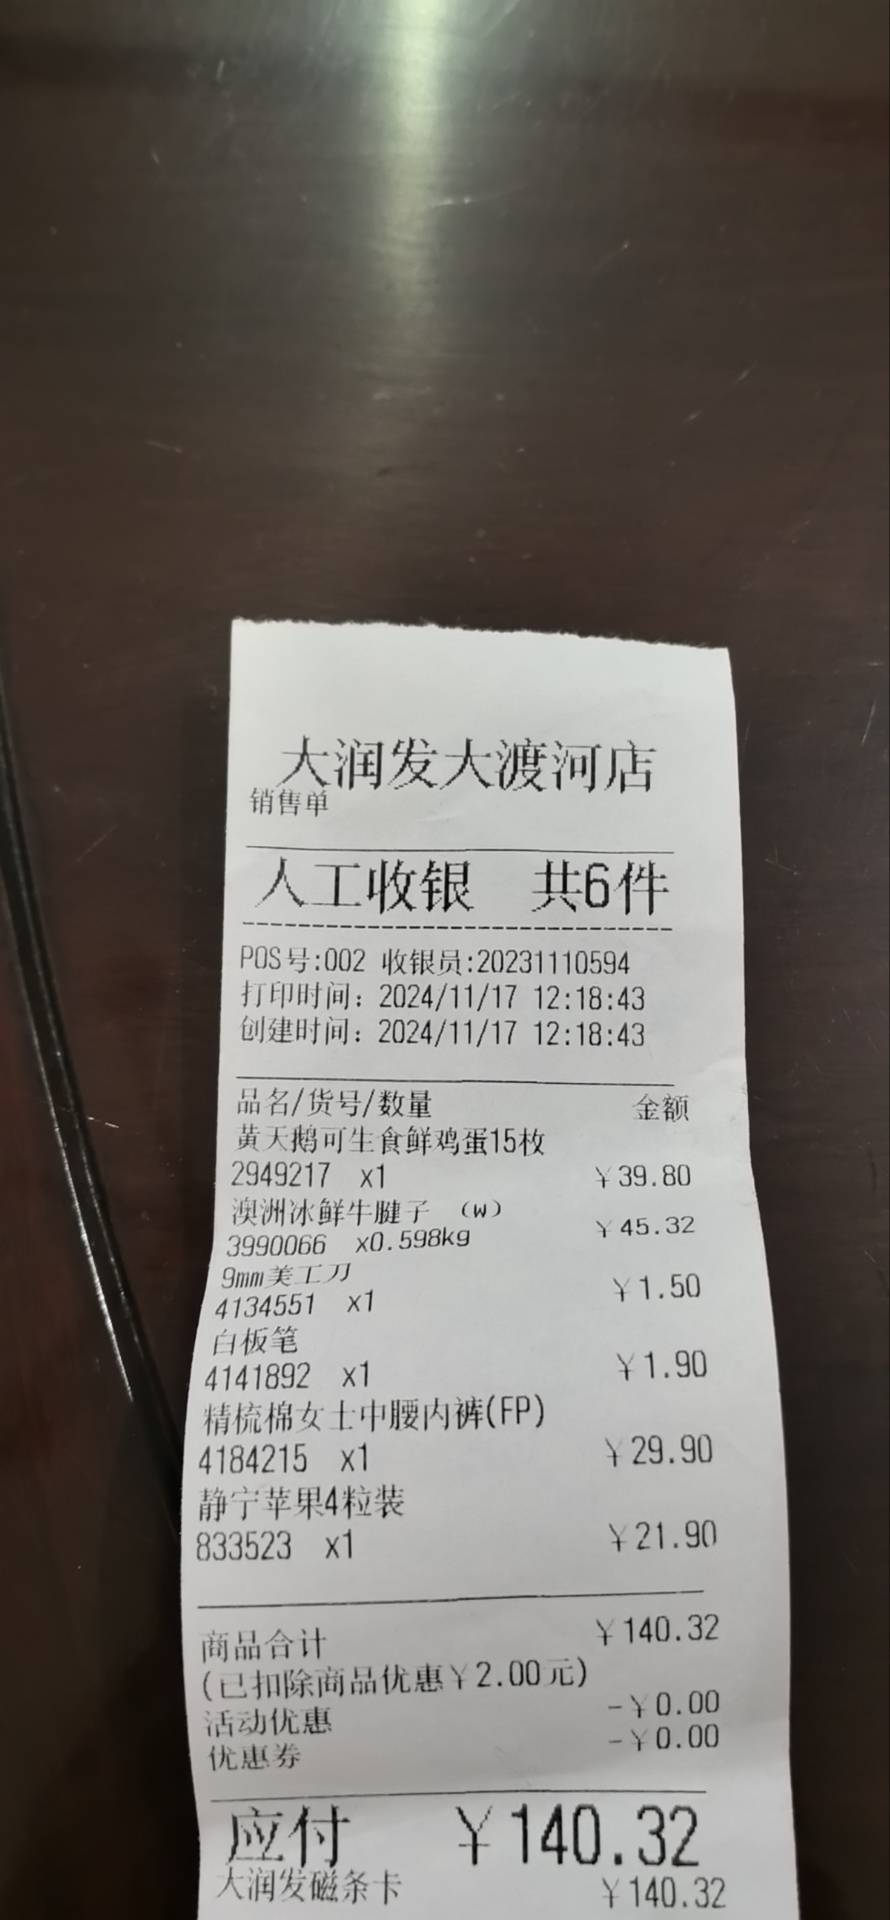 大润发大渡河店
销售单
人工收银 共6件
POS号:002 收银员:20231110594
打印时间：2024/11/17 12:18:43
创建时间：2024/11/17 12:18:43
品名/货号/数量 金额
黄天鹅可生食鲜鸡蛋15枚
2949217 x1 ￥39.80
澳洲冰鲜牛腱子 （w）
3990066 x0.598kg ￥45.32
9mm美工刀
4134551 x1 ￥1.50
白板笔
4141892 x1 ￥1.90
精梳棉女士中腰内裤(FP)
4184215 x1 ￥29.90
静宁苹果4粒装
833523 x1 ￥21.90
商品合计 ￥140.32
(已扣除商品优惠￥2.00元)
活动优惠 -￥0.00
优惠券 -￥0.00
应付 ￥140.32
大润发磁条卡 ￥140.32